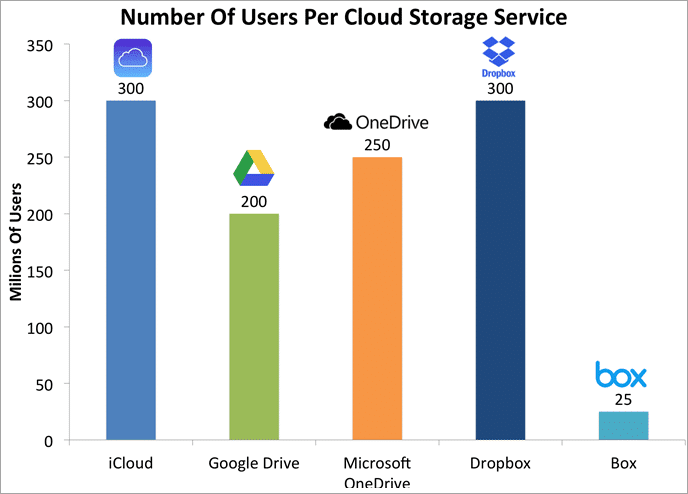 Number Of Users Per Cloud Storage Service
350
300
250
200
150
100
50
0
Milions Of Users
300
200
OneDrive
250
Dropbox
300
box
25
iCloud
Google Drive
Microsoft
OneDrive
Dropbox
Box